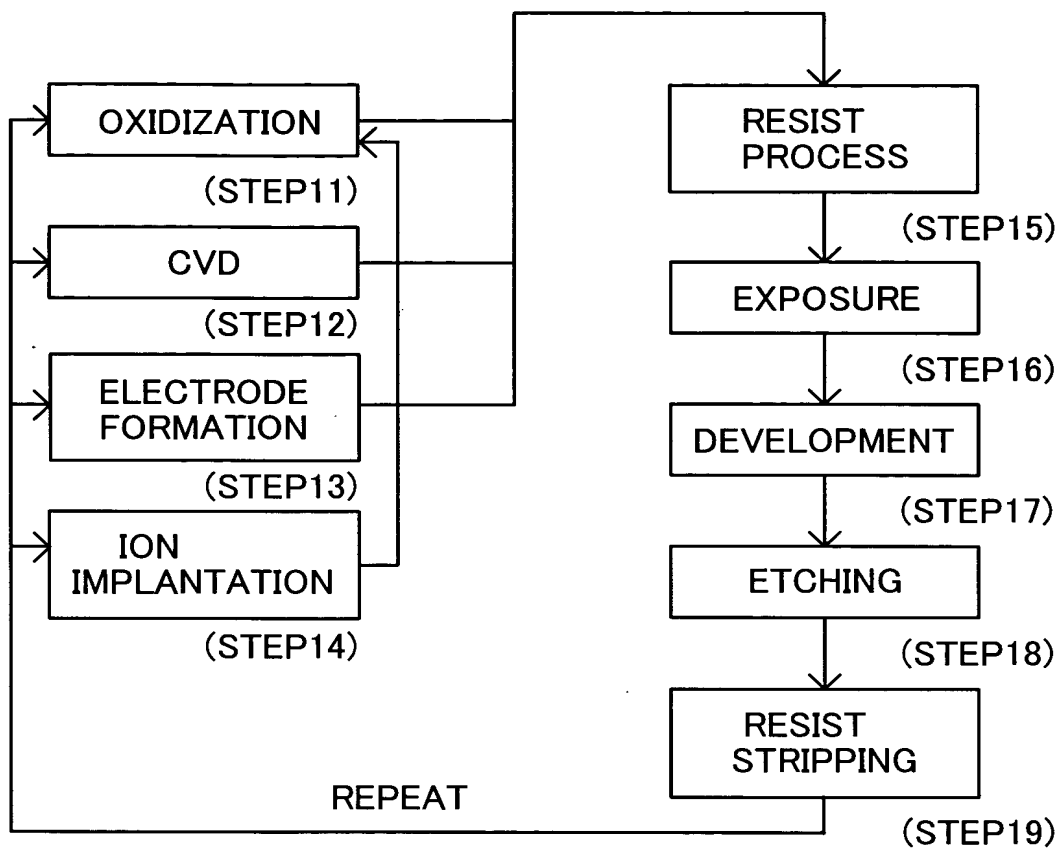 OXIDIZATION
(STEP11)
CVD
(STEP12)
ELECTRODE
FORMATION
(STEP13)
ION
IMPLANTATION
(STEP14)
RESIST
PROCESS
(STEP15)
EXPOSURE
(STEP16)
DEVELOPMENT
(STEP17)
ETCHING
(STEP18)
RESIST
STRIPPING
(STEP19)
REPEAT